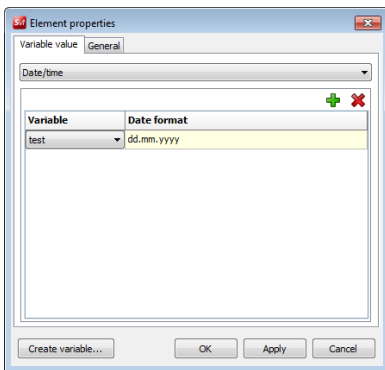 SVI Element properties
Variable value General
Date/time
Variable Date format
test dd.mm.yyyy
Create variable... OK Apply Cancel